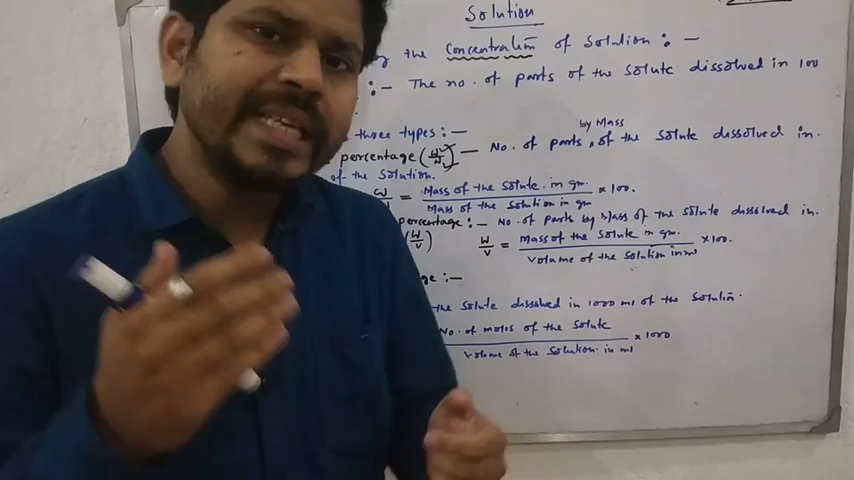 Solution
the Concentration of Solution : —
:— The no. of parts of the solute dissolved in 100
three types : —
by Mass
percentage (W/W) — No. of parts of the solute dissolved in.
of the solution.
= Mass of the solute in gm / Mass of the solution in gm × 100.
percentage :— No. of parts by Mass of the solute dissolved in.
(W/V) W/V = Mass of the solute in gm. / Volume of the solution in ml × 100.
:—
the solute dissolved in 1000 ml of the solution.
No. of moles of the solute / Volume of the solution in ml × 1000